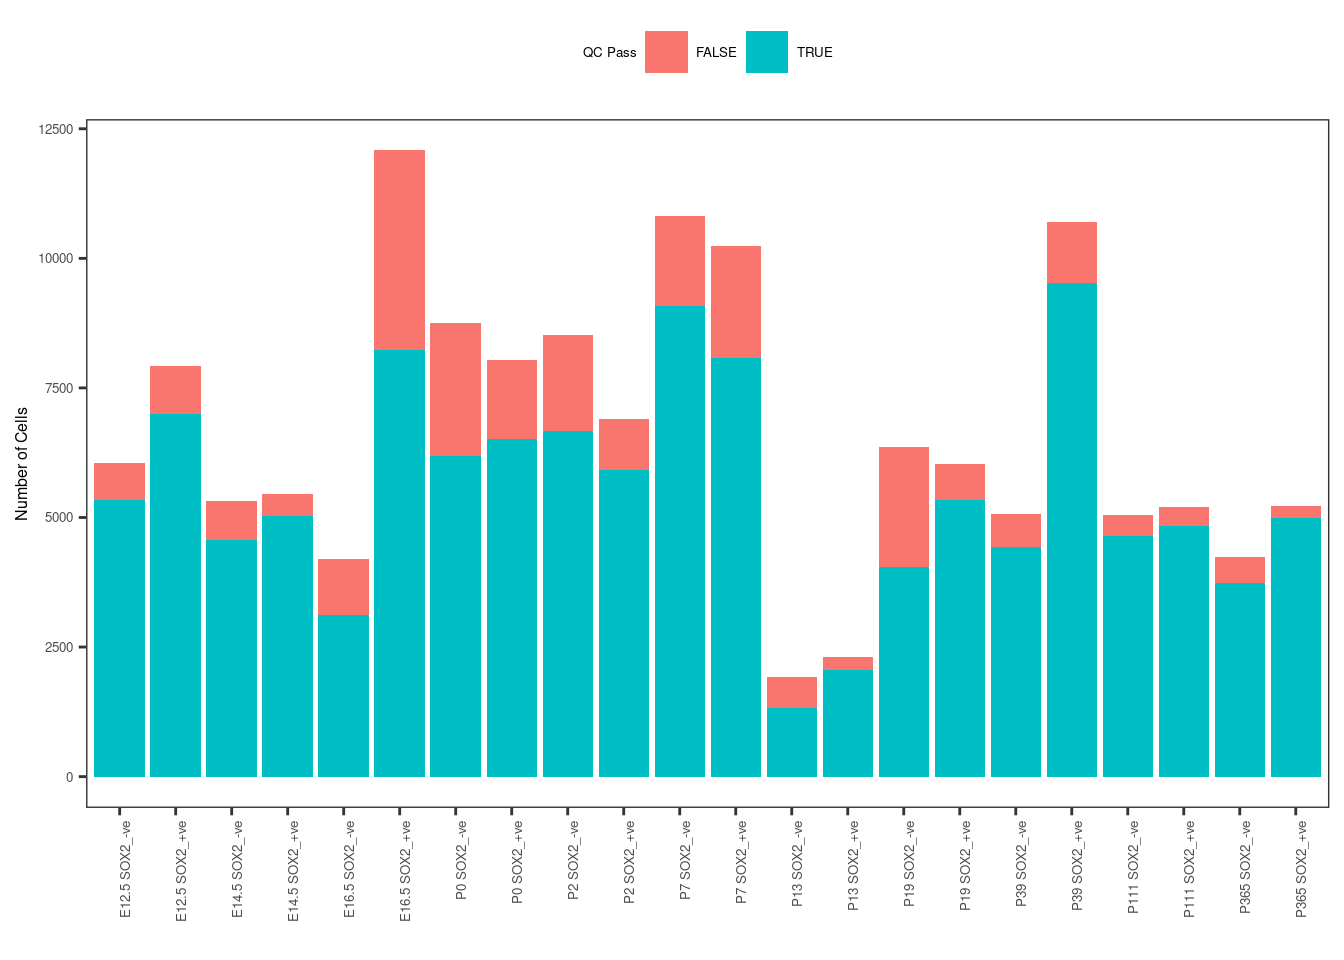 QC Pass FALSE TRUE
Number of Cells
12500
10000
7500
5000
2500
0
E12.5 SOX2_-ve
E12.5 SOX2_+ve
E14.5 SOX2_-ve
E14.5 SOX2_+ve
E16.5 SOX2_-ve
E16.5 SOX2_+ve
P0 SOX2_-ve
P0 SOX2_+ve
P2 SOX2_-ve
P2 SOX2_+ve
P7 SOX2_-ve
P7 SOX2_+ve
P13 SOX2_-ve
P13 SOX2_+ve
P19 SOX2_-ve
P19 SOX2_+ve
P39 SOX2_-ve
P39 SOX2_+ve
P111 SOX2_-ve
P111 SOX2_+ve
P365 SOX2_-ve
P365 SOX2_+ve